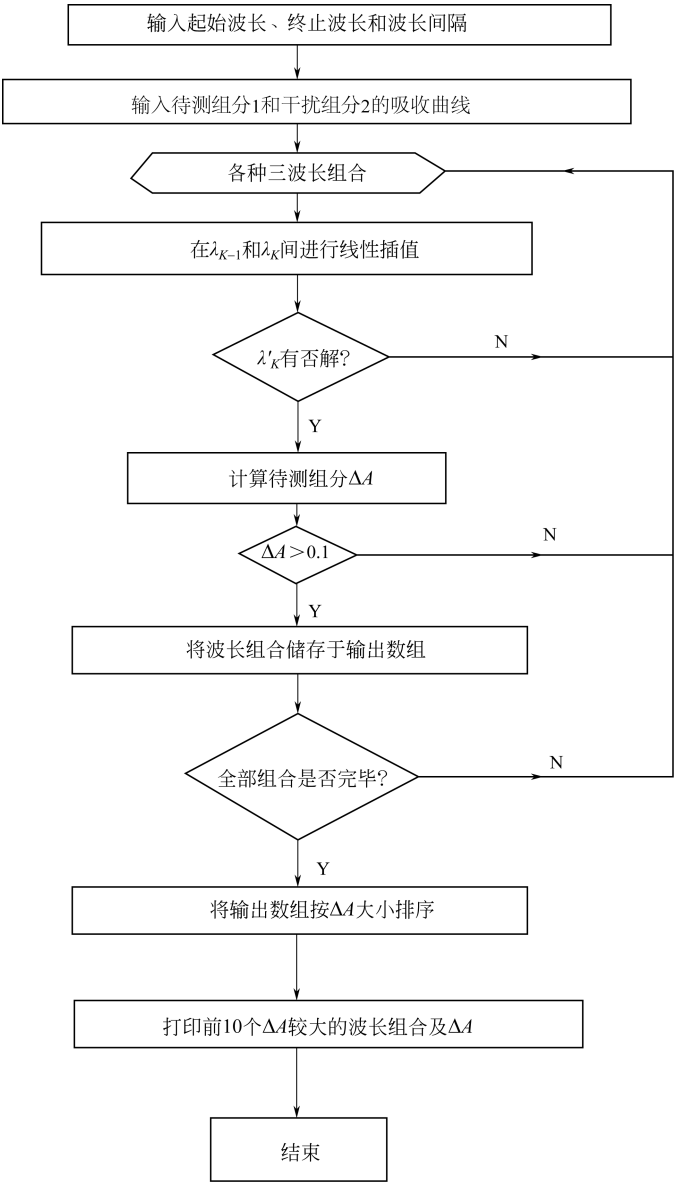 输入起始波长、终止波长和波长间隔
输入待测组分1和干扰组分2的吸收曲线
各种三波长组合
在λK−1和λK间进行线性插值
λ′K有否解?
N
Y
计算待测组分ΔA
ΔA＞0.1
N
Y
将波长组合储存于输出数组
全部组合是否完毕?
N
Y
将输出数组按ΔA大小排序
打印前10个ΔA较大的波长组合及ΔA
结束